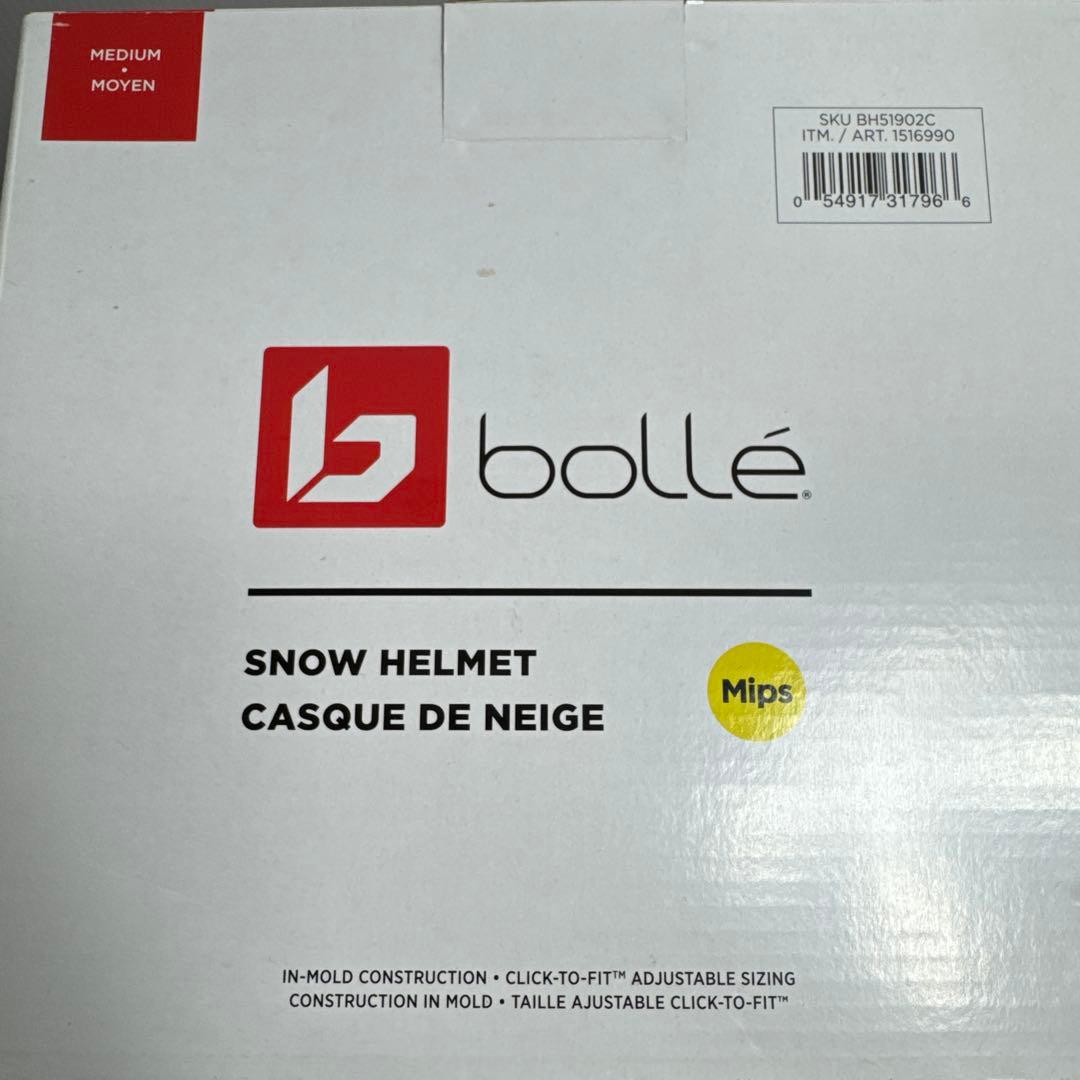 MEDIUM
•
MOYEN
SKU BH51902C
ITM. / ART. 1516990
0 54917 31796 6
bollé®
SNOW HELMET
CASQUE DE NEIGE
Mips
IN-MOLD CONSTRUCTION • CLICK-TO-FIT™ ADJUSTABLE SIZING
CONSTRUCTION IN MOLD • TAILLE AJUSTABLE CLICK-TO-FIT™